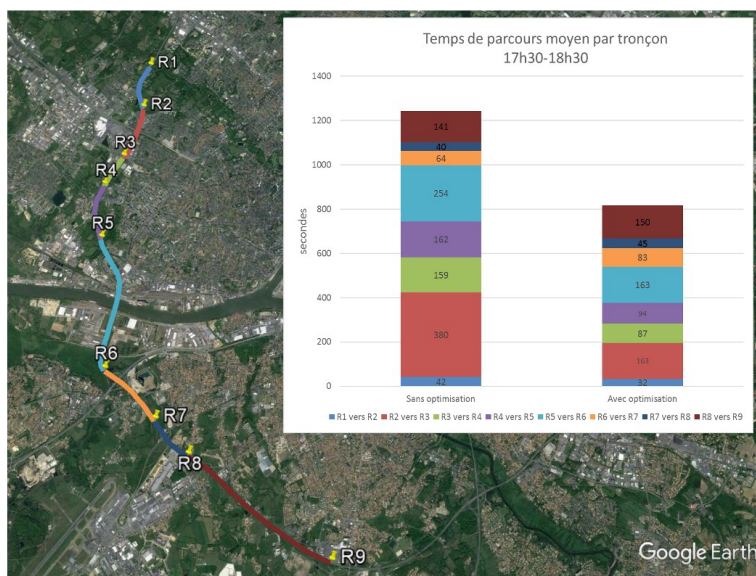 R1
R2
R3
R4
R5
R6
R7
R8
R9
Temps de parcours moyen par tronçon
17h30-18h30
1400
1200
1000
800
600
400
200
0
secondes
141
40
64
254
162
159
380
42
150
45
83
163
94
87
163
32
Sans optimisation
Avec optimisation
R1 vers R2
R2 vers R3
R3 vers R4
R4 vers R5
R5 vers R6
R6 vers R7
R7 vers R8
R8 vers R9
Google Earth